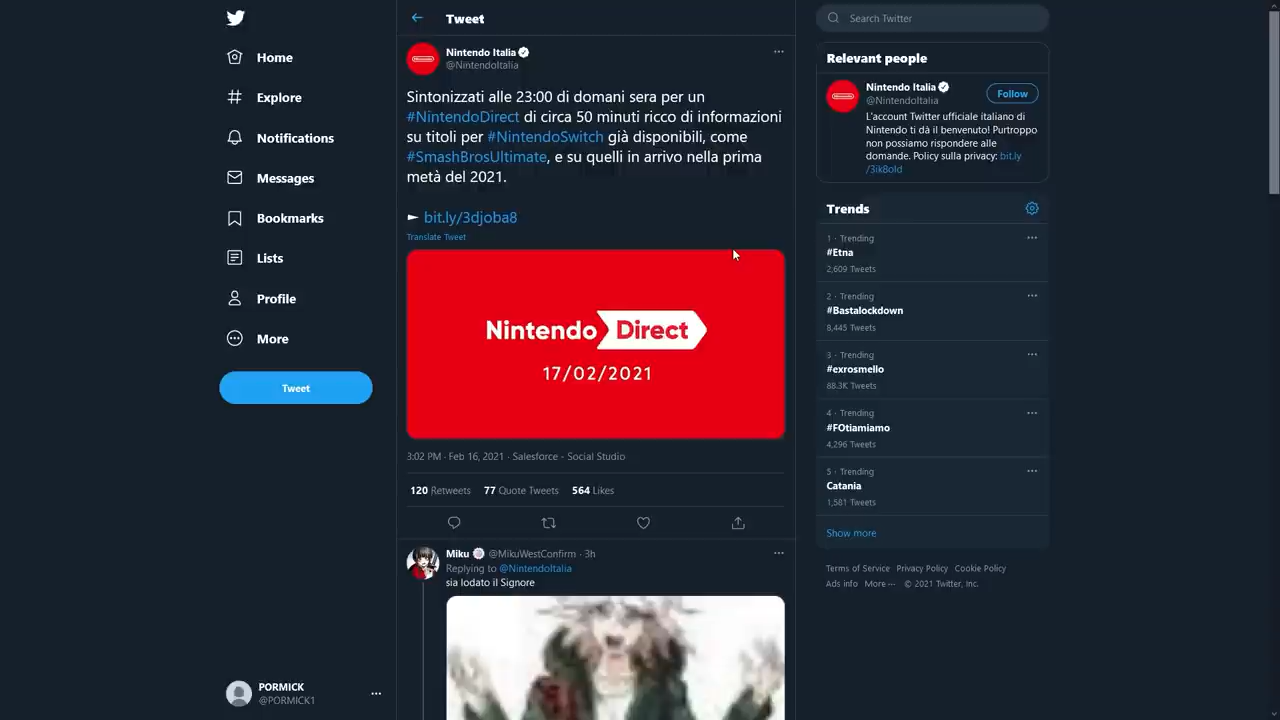 Home
Explore
Notifications
Messages
Bookmarks
Lists
Profile
More
Tweet
PORMICK
@PORMICK1
Tweet
Nintendo Italia
@NintendoItalia
Sintonizzati alle 23:00 di domani sera per un
#NintendoDirect di circa 50 minuti ricco di informazioni
su titoli per #NintendoSwitch già disponibili, come
#SmashBrosUltimate, e su quelli in arrivo nella prima
metà del 2021.
► bit.ly/3djoba8
Translate Tweet
Nintendo Direct
17/02/2021
3:02 PM · Feb 16, 2021 · Salesforce - Social Studio
120 Retweets 77 Quote Tweets 564 Likes
Miku @MikuWestConfirm · 3h
Replying to @NintendoItalia
sia lodato il Signore
Search Twitter
Relevant people
Nintendo Italia
@NintendoItalia
Follow
L'account Twitter ufficiale italiano di
Nintendo ti dà il benvenuto! Purtroppo
non possiamo rispondere alle
domande. Policy sulla privacy: bit.ly
/3ik8old
Trends
1 · Trending
#Etna
2,609 Tweets
2 · Trending
#Bastalockdown
8,445 Tweets
3 · Trending
#exrosmello
88.3K Tweets
4 · Trending
#FOtiamiamo
4,296 Tweets
5 · Trending
Catania
1,581 Tweets
Show more
Terms of Service Privacy Policy Cookie Policy
Ads info More ··· © 2021 Twitter, Inc.